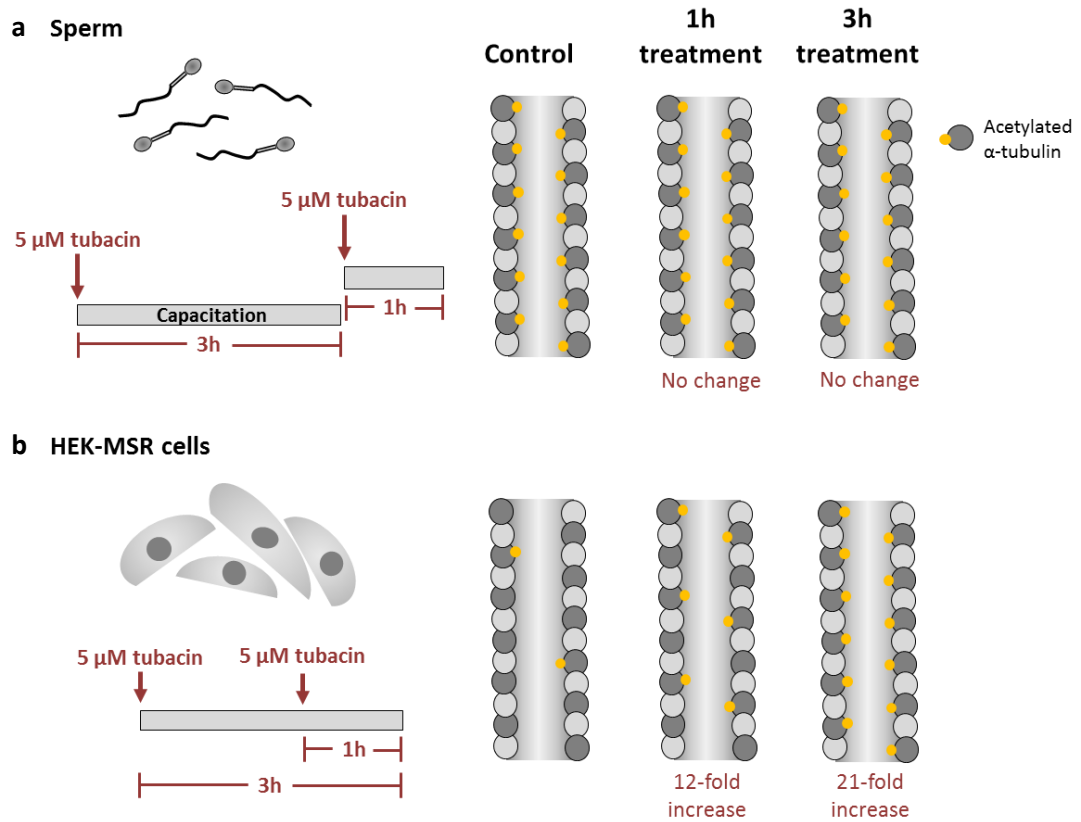 a Sperm
Control
1h
treatment
3h
treatment
Acetylated
α-tubulin
5 µM tubacin
5 µM tubacin
Capacitation
1h
3h
No change
No change
b HEK-MSR cells
5 µM tubacin
5 µM tubacin
1h
3h
12-fold
increase
21-fold
increase